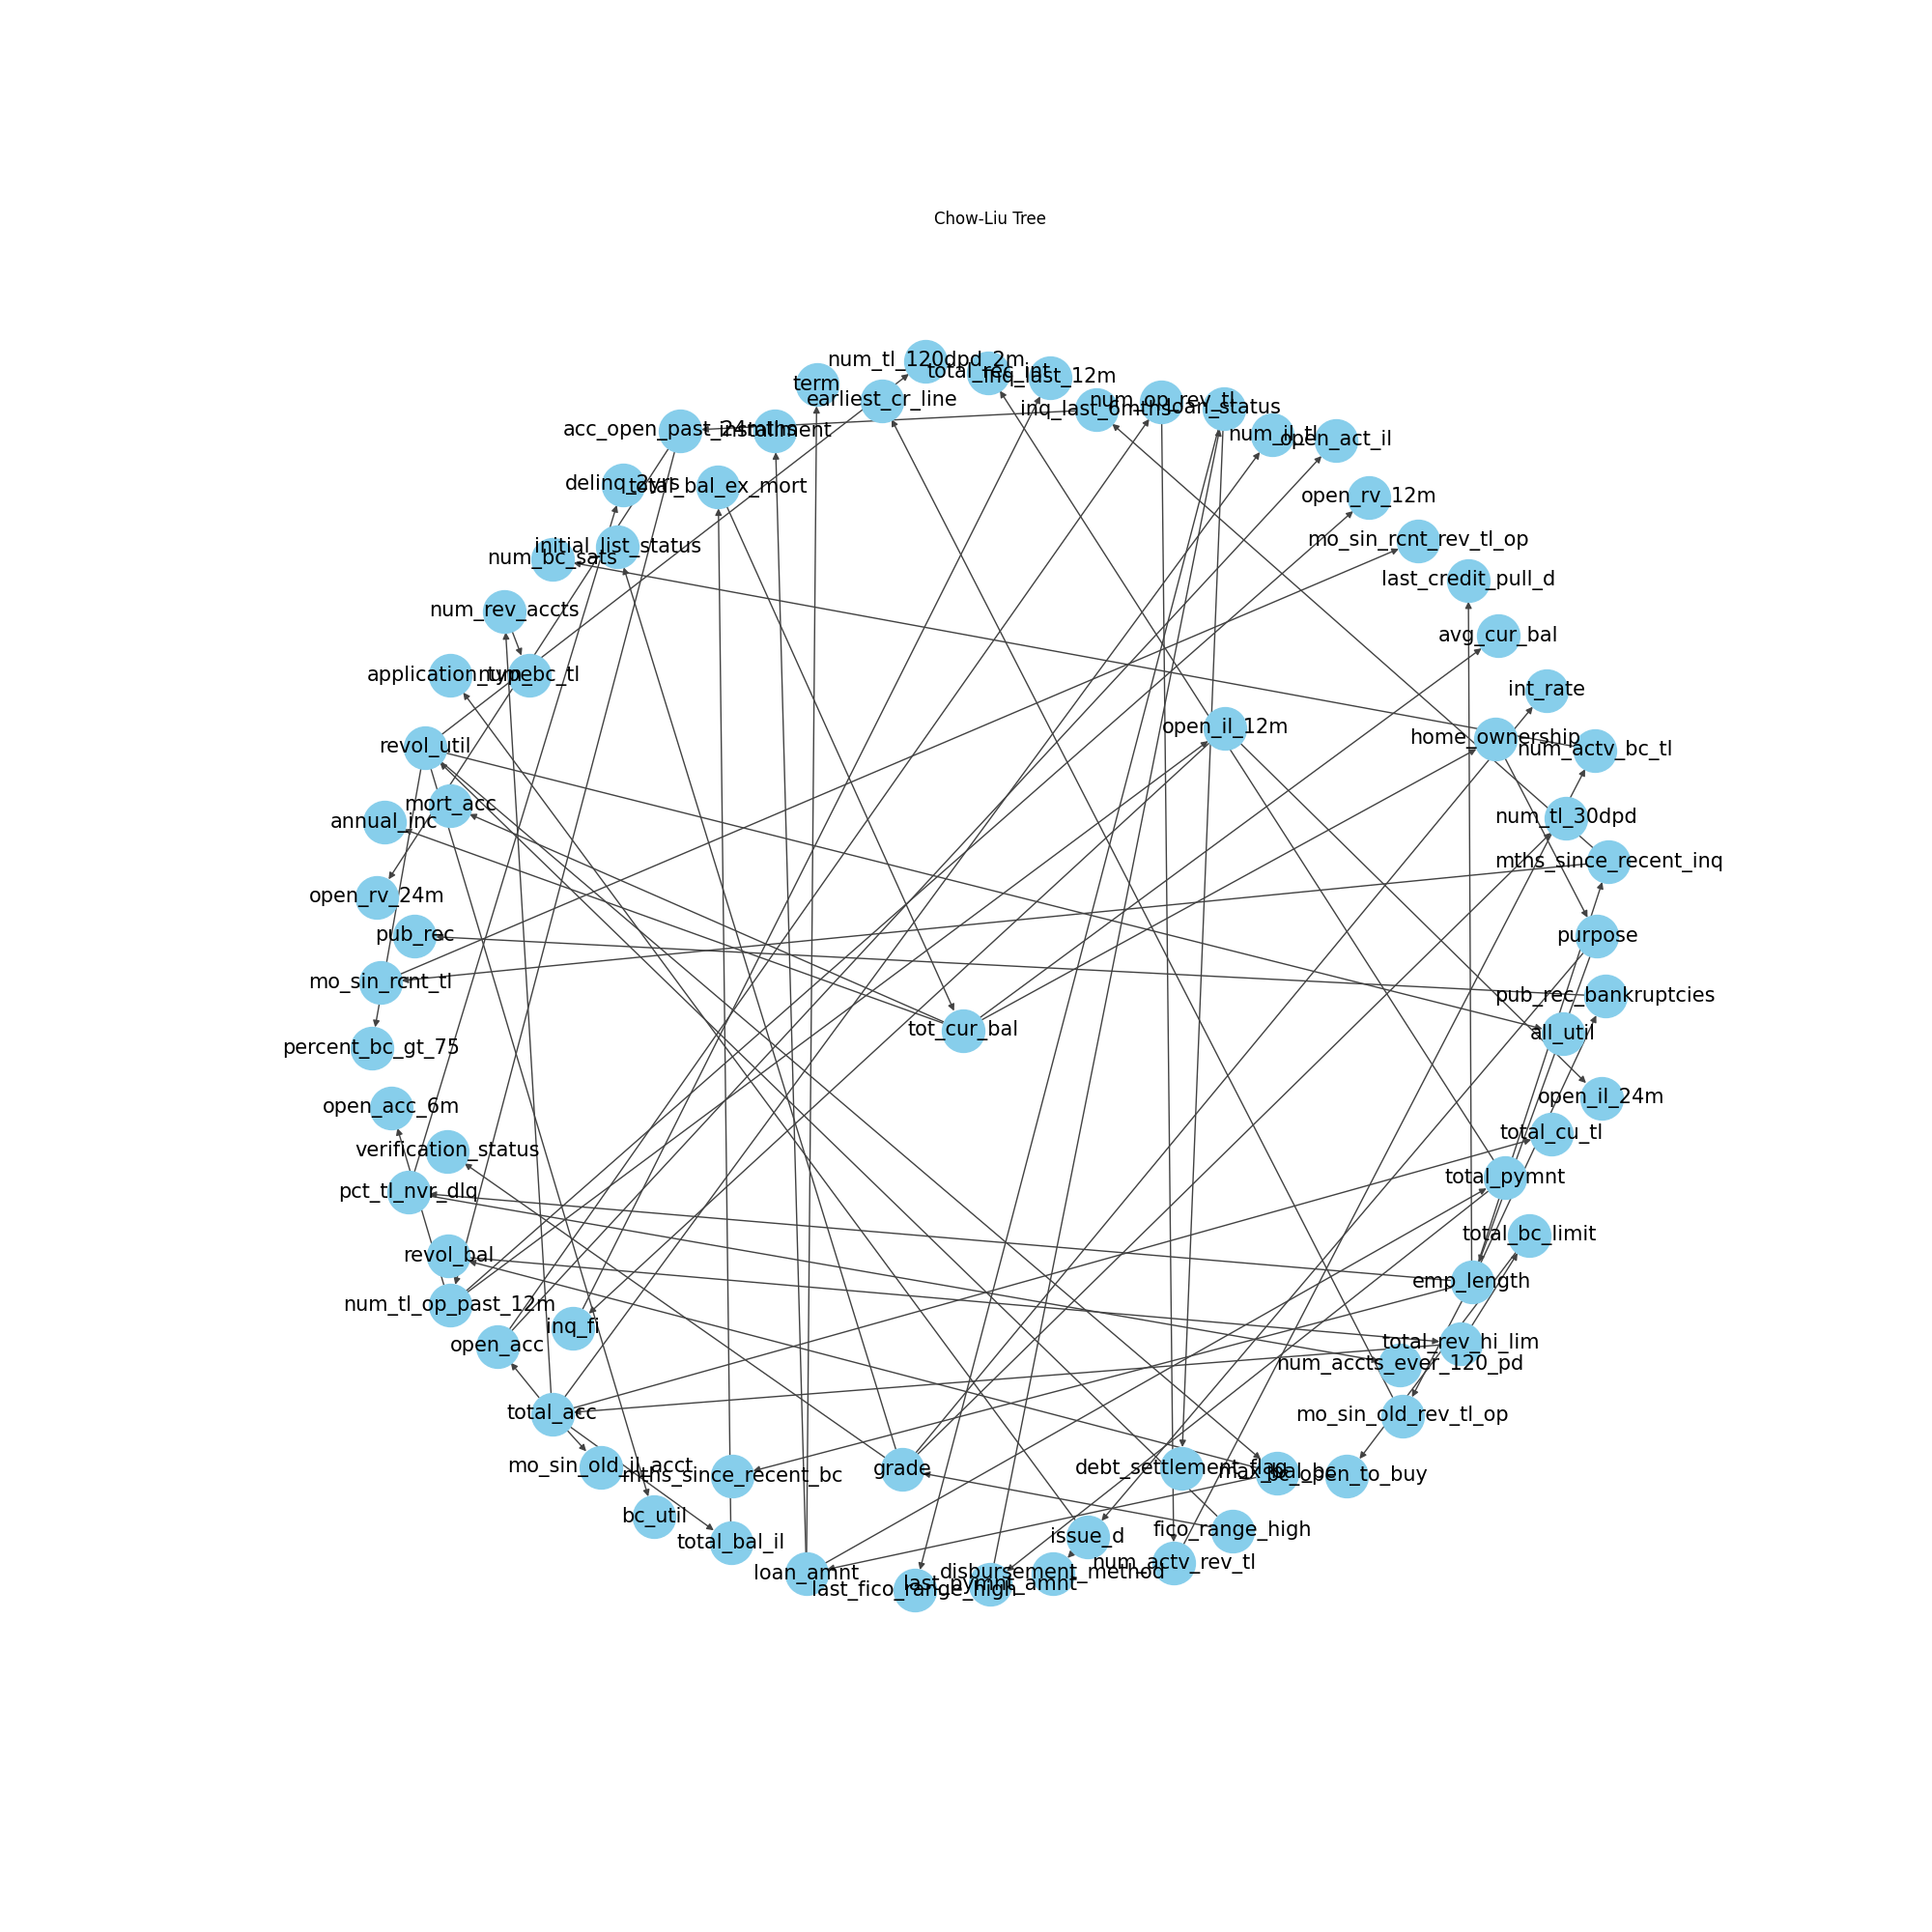 Chow-Liu Tree
num_tl_120dpd_2m
total_rec_int
inq_last_12m
term
earliest_cr_line
num_op_rev_tl
loan_status
inq_last_6mths
acc_open_past_24mths
installment
num_il_tl
open_act_il
delinq_2yrs
total_bal_ex_mort
open_rv_12m
mo_sin_rcnt_rev_tl_op
initial_list_status
num_bc_sats
last_credit_pull_d
num_rev_accts
avg_cur_bal
application_type
num_bc_tl
int_rate
open_il_12m
home_ownership
revol_util
num_actv_bc_tl
mort_acc
annual_inc
num_tl_30dpd
mths_since_recent_inq
open_rv_24m
pub_rec
purpose
mo_sin_rcnt_tl
pub_rec_bankruptcies
tot_cur_bal
all_util
percent_bc_gt_75
open_il_24m
open_acc_6m
total_cu_tl
verification_status
total_pymnt
pct_tl_nvr_dlq
total_bc_limit
revol_bal
emp_length
num_tl_op_past_12m
inq_fi
open_acc
total_rev_hi_lim
num_accts_ever_120_pd
total_acc
mo_sin_old_rev_tl_op
mo_sin_old_il_acct
mths_since_recent_bc
grade
debt_settlement_flag
max_bal_bc
bc_open_to_buy
bc_util
total_bal_il
issue_d
fico_range_high
num_actv_rev_tl
loan_amnt
disbursement_method
last_pymnt_amnt
last_fico_range_high